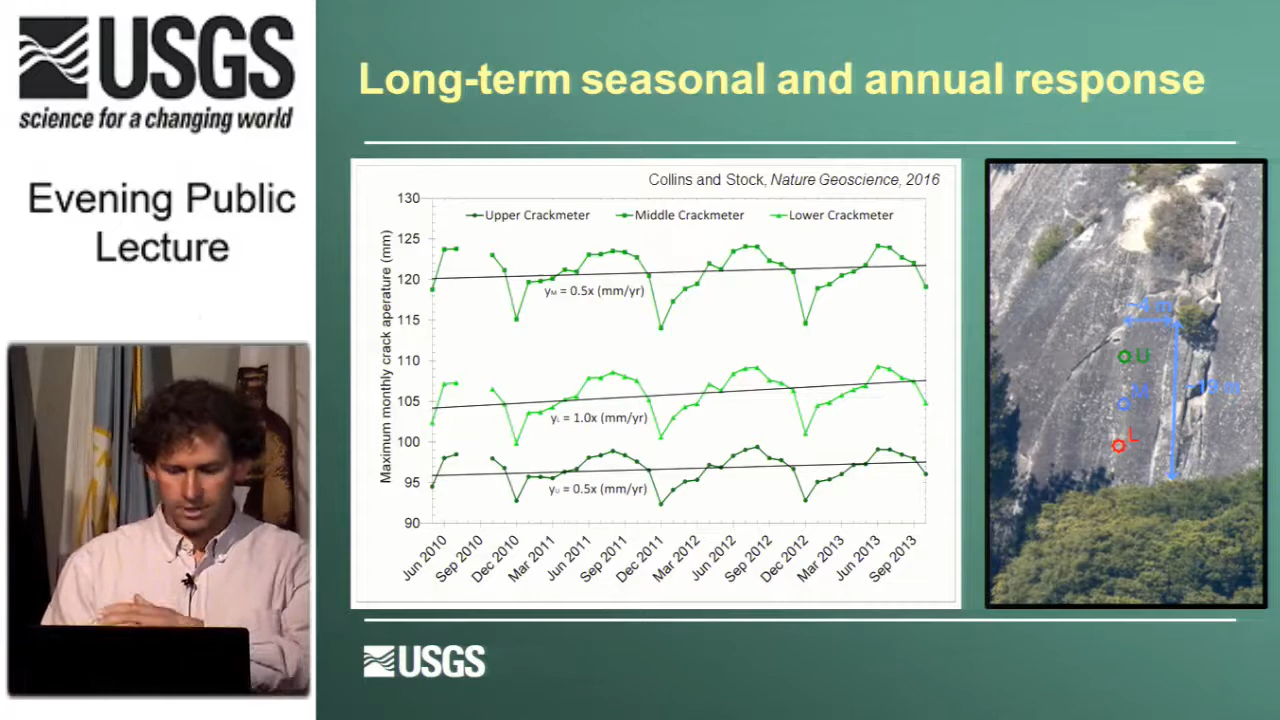 USGS
science for a changing world
Evening Public
Lecture
Long-term seasonal and annual response
Collins and Stock, Nature Geoscience, 2016
Upper Crackmeter
Middle Crackmeter
Lower Crackmeter
Maximum monthly crack aperature (mm)
130
125
120
115
110
105
100
95
90
yM = 0.5x (mm/yr)
yL = 1.0x (mm/yr)
yU = 0.5x (mm/yr)
Jun 2010
Sep 2010
Dec 2010
Mar 2011
Jun 2011
Sep 2011
Dec 2011
Mar 2012
Jun 2012
Sep 2012
Dec 2012
Mar 2013
Jun 2013
Sep 2013
~4 m
U
M
~19 m
L
USGS